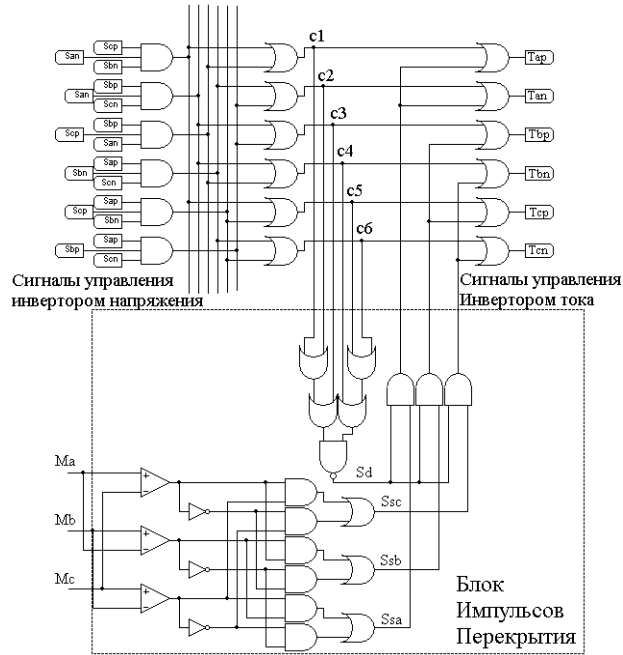 c1
Scp
San
Sbn
Tap
c2
Sbp
San
Scn
Tan
c3
Sbp
Scp
San
Tbp
c4
Sap
Sbn
Scn
Tbn
c5
Sap
Scp
Sbn
Tcp
c6
Sap
Sbp
Scn
Tcn
Сигналы управления
инвертором напряжения
Сигналы управления
Инвертором тока
Sd
Ma
Ssc
Mb
Ssb
Mc
Ssa
Блок
Импульсов
Перекрытия